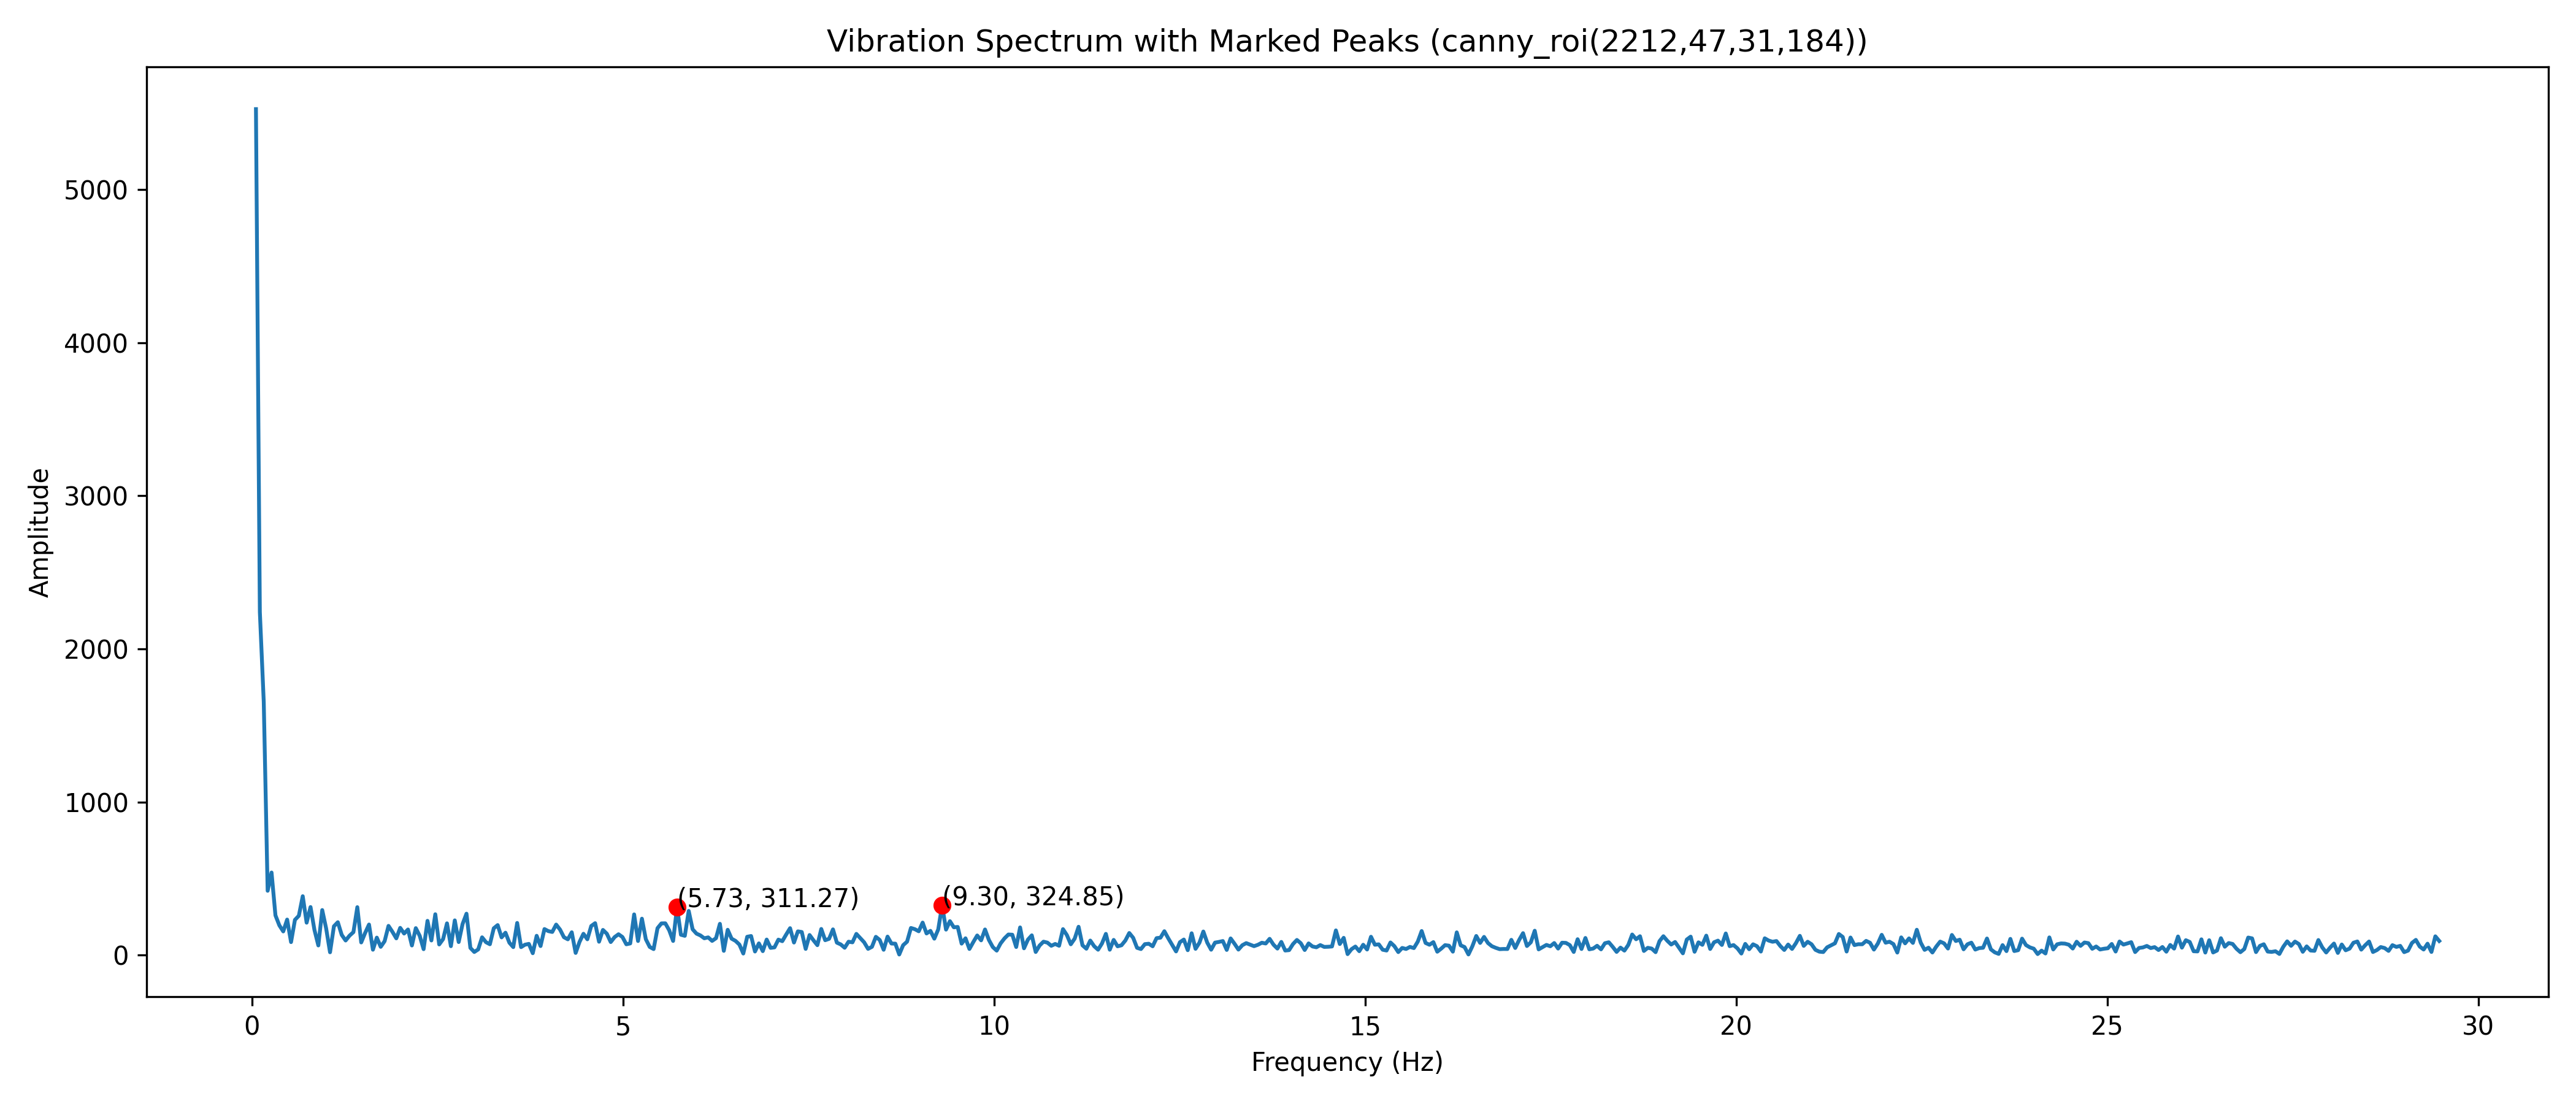 Vibration Spectrum with Marked Peaks (canny_roi(2212,47,31,184))
Amplitude
5000
4000
3000
2000
1000
0
(5.73, 311.27)
(9.30, 324.85)
0 5 10 15 20 25 30
Frequency (Hz)